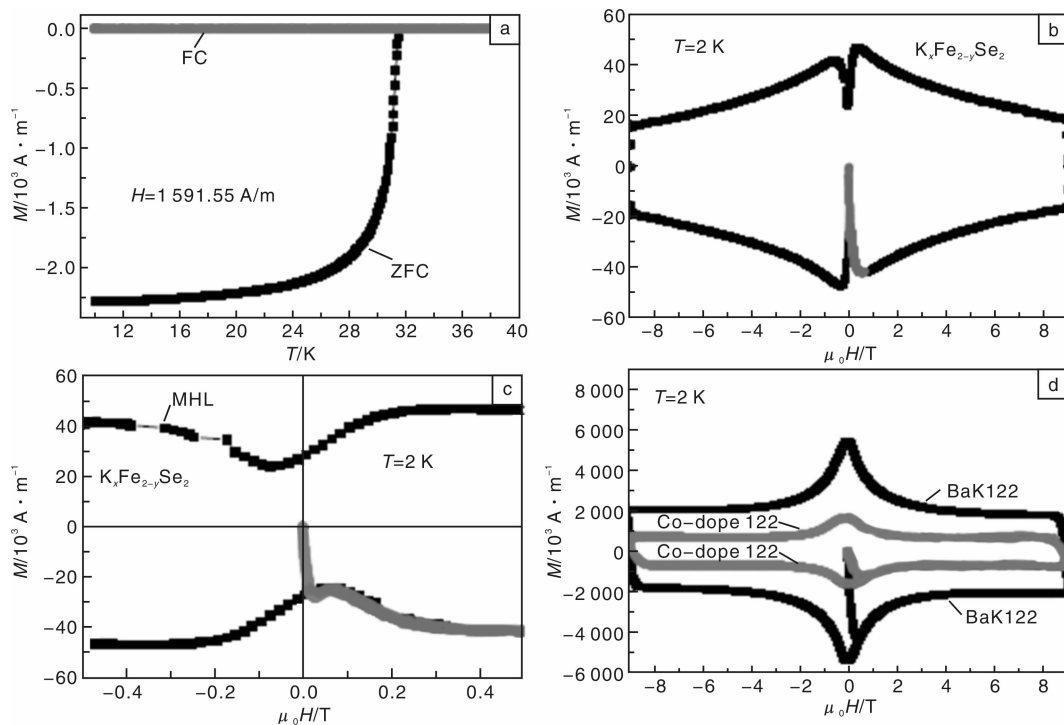 a
FC
ZFC
H=1 591.55 A/m
M/10³ A·m⁻¹
0.0
−0.5
−1.0
−1.5
−2.0
12 16 20 24 28 32 36 40
T/K
b
T=2 K
KₓFe₂₋ᵧSe₂
M/10³ A·m⁻¹
60
40
20
0
−20
−40
−60
−8 −6 −4 −2 0 2 4 6 8
μ₀H/T
c
MHL
KₓFe₂₋ᵧSe₂
T=2 K
M/10³ A·m⁻¹
60
40
20
0
−20
−40
−60
−0.4 −0.2 0.0 0.2 0.4
μ₀H/T
d
T=2 K
BaK122
Co−dope 122
Co−dope 122
BaK122
M/10³ A·m⁻¹
8 000
6 000
4 000
2 000
0
−2 000
−4 000
6 000
−8 −6 −4 −2 0 2 4 6 8
μ₀H/T